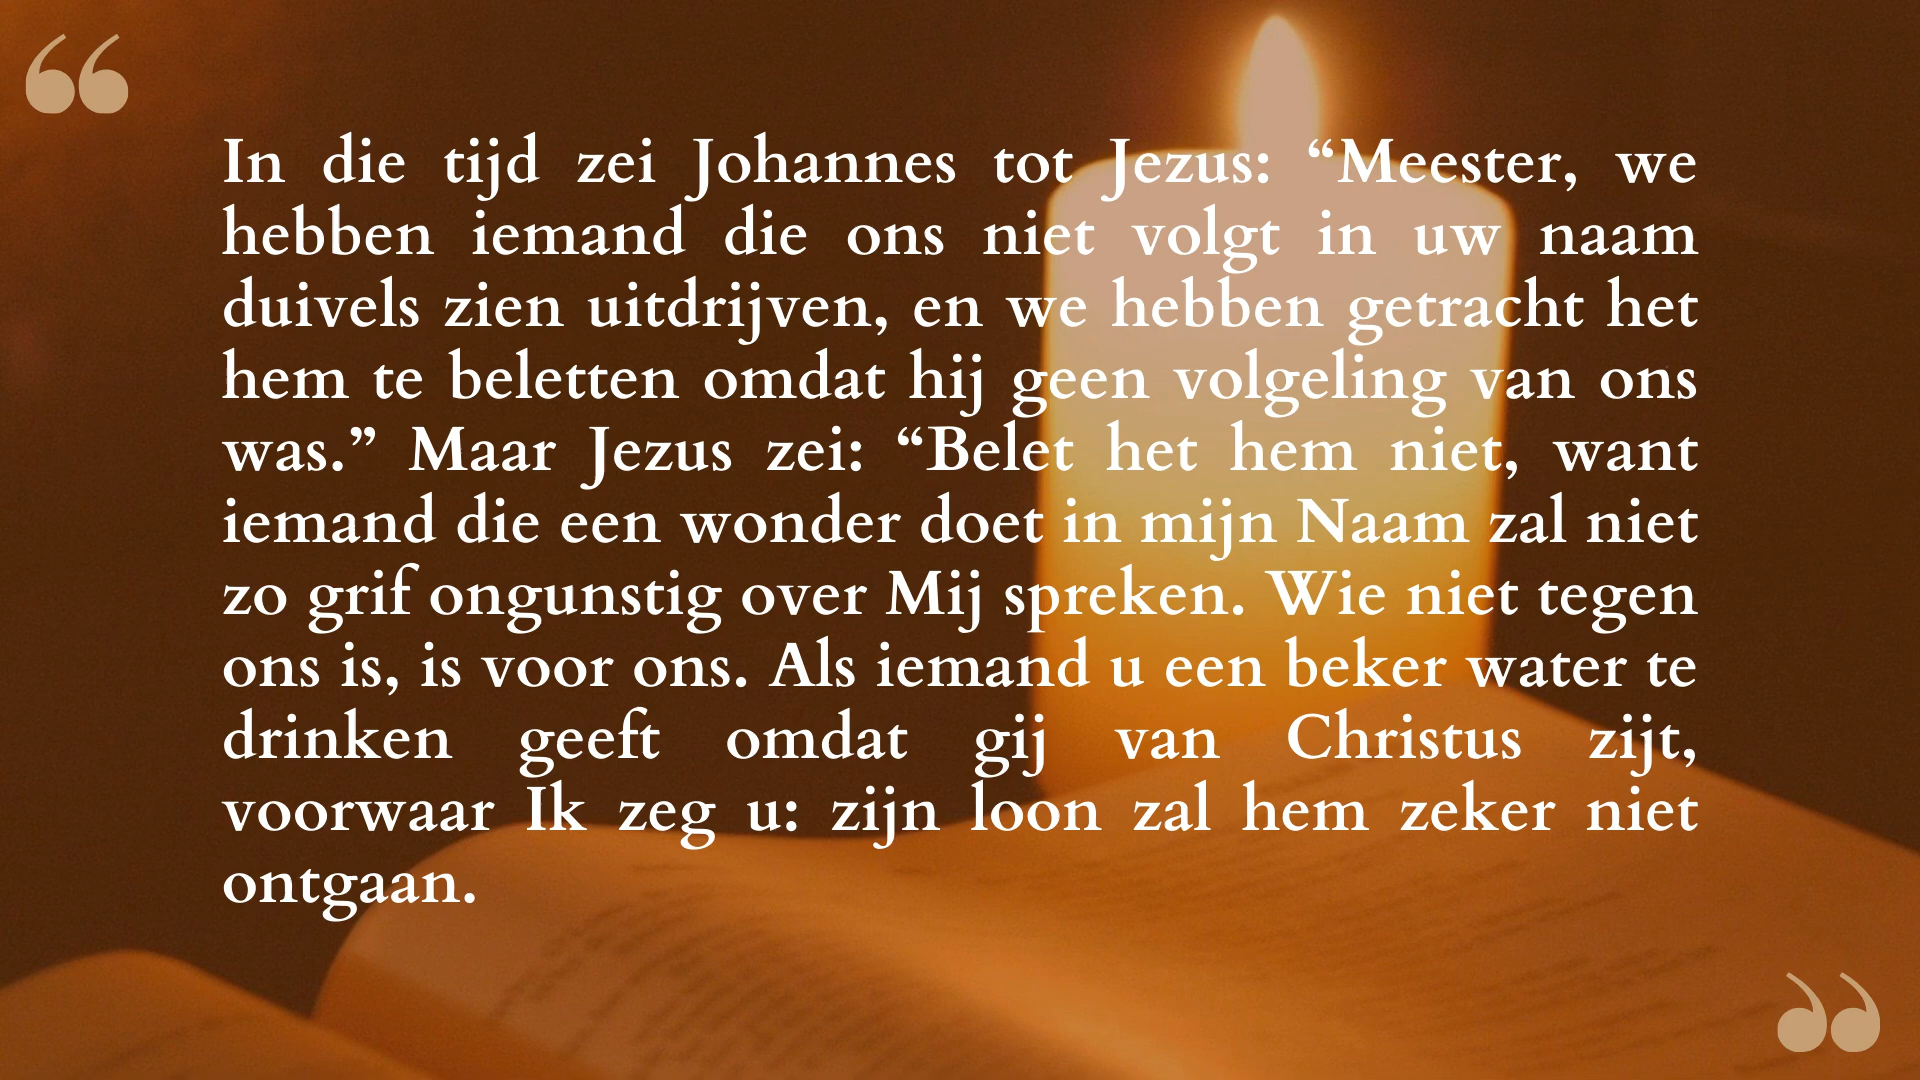 “
In die tijd zei Johannes tot Jezus: “Meester, we
hebben iemand die ons niet volgt in uw naam
duivels zien uitdrijven, en we hebben getracht het
hem te beletten omdat hij geen volgeling van ons
was.” Maar Jezus zei: “Belet het hem niet, want
iemand die een wonder doet in mijn Naam zal niet
zo grif ongunstig over Mij spreken. Wie niet tegen
ons is, is voor ons. Als iemand u een beker water te
drinken geeft omdat gij van Christus zijt,
voorwaar Ik zeg u: zijn loon zal hem zeker niet
ontgaan.
”